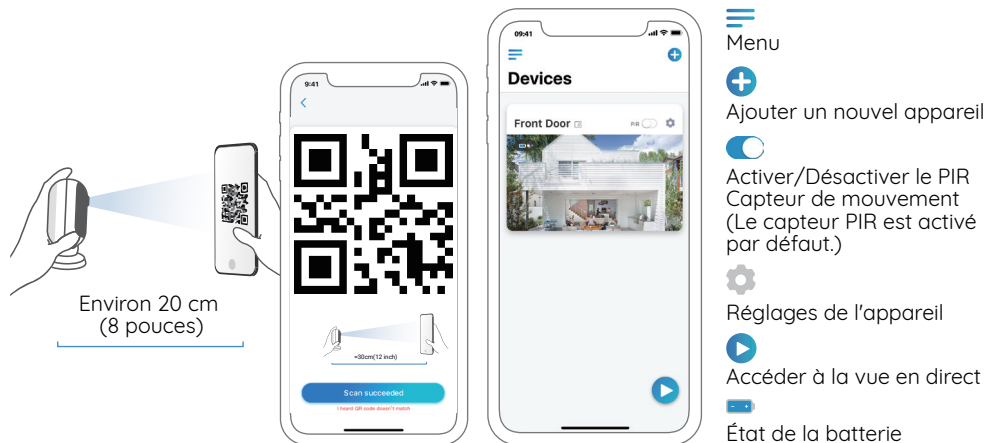 Environ 20 cm
(8 pouces)
9:41
≈30cm(12 inch)
Scan succeeded
I heard QR code doesn't match
09:41
Devices
Front Door
PIR
Menu
Ajouter un nouvel appareil
Activer/Désactiver le PIR
Capteur de mouvement
(Le capteur PIR est activé
par défaut.)
Réglages de l'appareil
Accéder à la vue en direct
État de la batterie